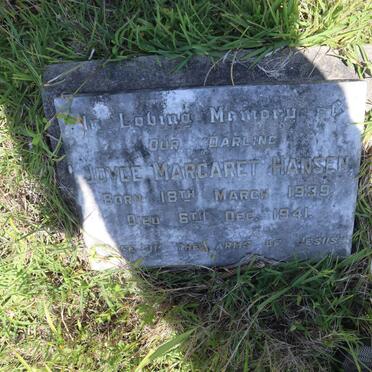 In Loving Memory of
Our Darling
Joyce Margaret Hansen
Born 18th March 1939
Died 6th Dec. 1941.
the arms of Jesus